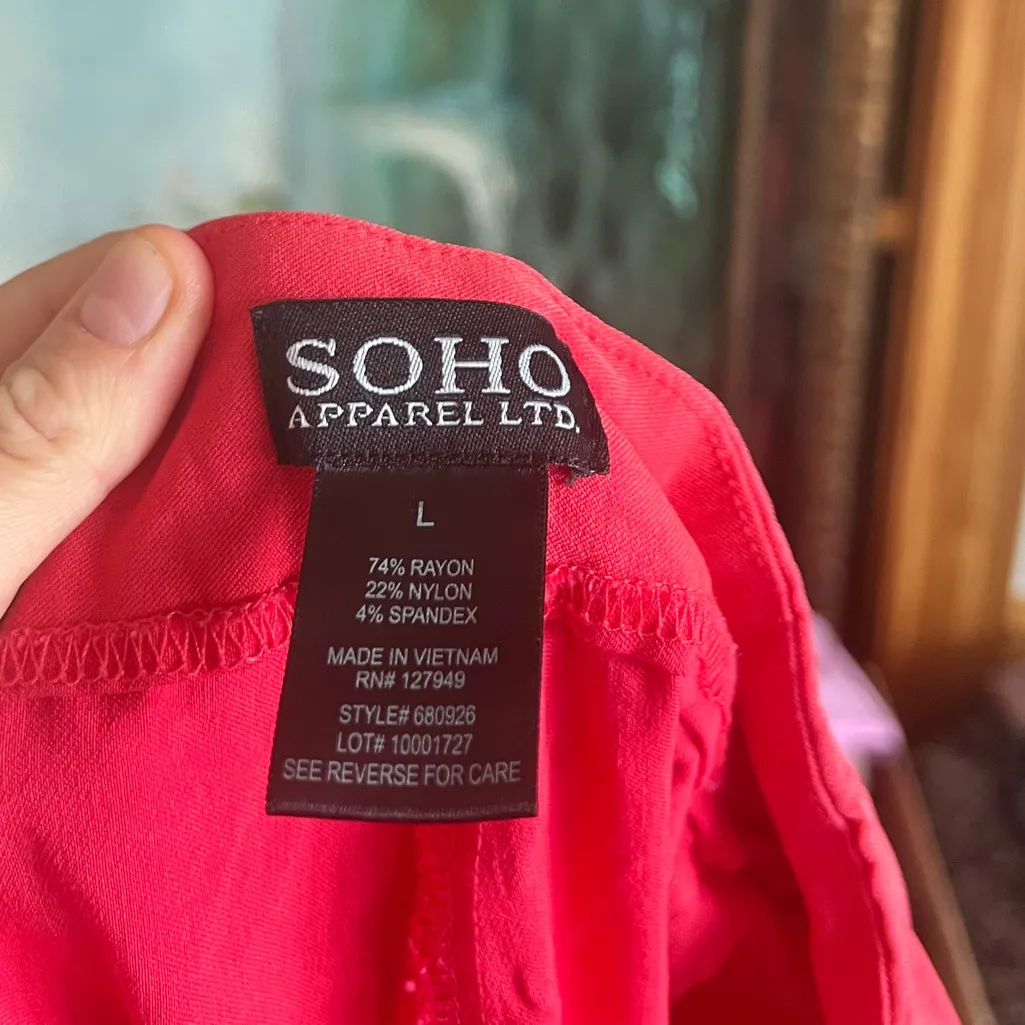 SOHO
APPAREL LTD.
L
74% RAYON
22% NYLON
4% SPANDEX
MADE IN VIETNAM
RN# 127949
STYLE# 680926
LOT# 10001727
SEE REVERSE FOR CARE